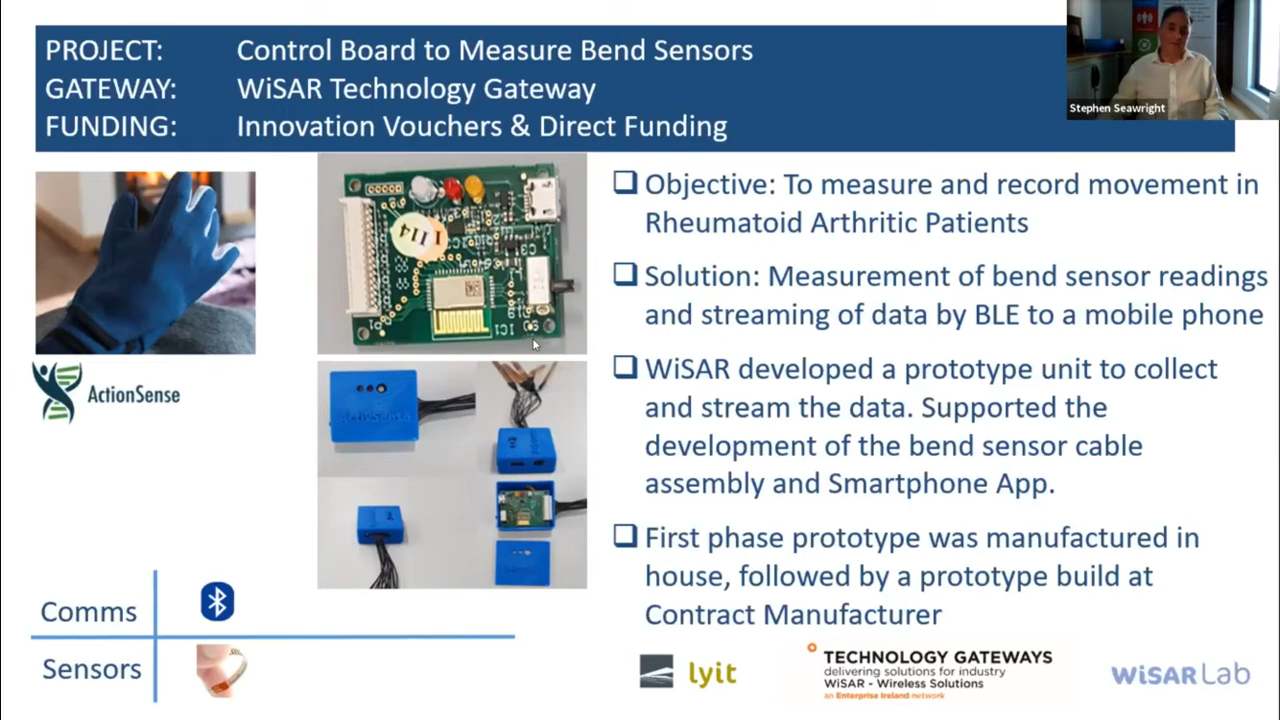 PROJECT: Control Board to Measure Bend Sensors
GATEWAY: WiSAR Technology Gateway
FUNDING: Innovation Vouchers & Direct Funding
Stephen Seawright
Objective: To measure and record movement in
Rheumatoid Arthritic Patients
Solution: Measurement of bend sensor readings
and streaming of data by BLE to a mobile phone
WiSAR developed a prototype unit to collect
and stream the data. Supported the
development of the bend sensor cable
assembly and Smartphone App.
First phase prototype was manufactured in
house, followed by a prototype build at
Contract Manufacturer
I 114
IC1
ActionSense
ActionSense
Comms
Sensors
lyit
TECHNOLOGY GATEWAYS
delivering solutions for industry
WiSAR - Wireless Solutions
an Enterprise Ireland network
WiSAR Lab